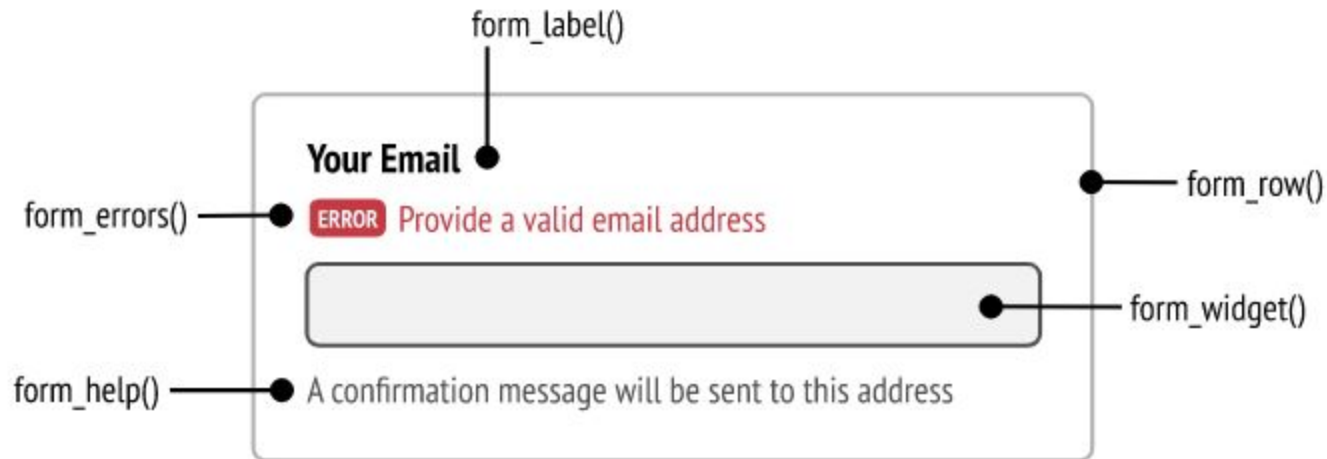 form_label()
Your Email
form_row()
form_errors()
ERROR Provide a valid email address
form_widget()
form_help()
A confirmation message will be sent to this address